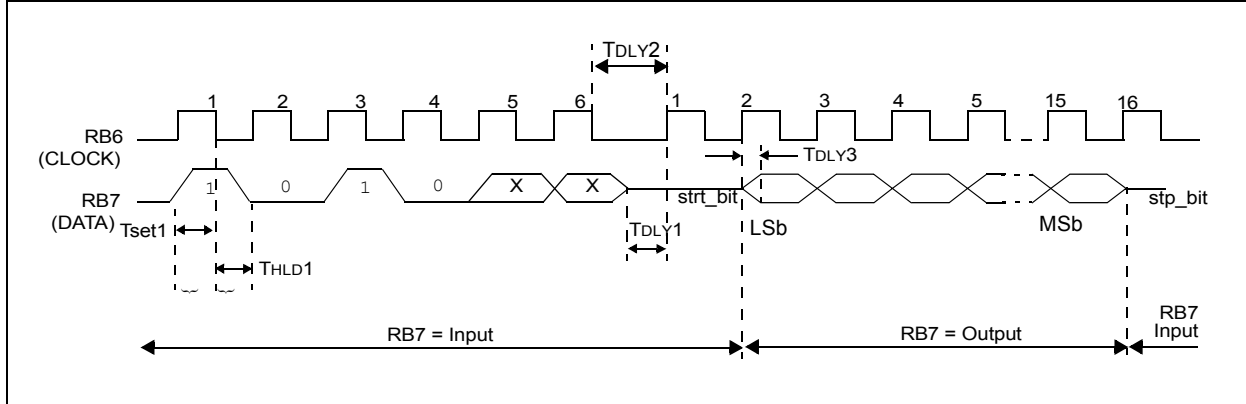 TDLY2
1 2 3 4 5 6 1 2 3 4 5 15 16
RB6
(CLOCK)
TDLY3
1 0 1 0 X X
strt_bit
stp_bit
RB7
(DATA)
Tset1
TDLY1
LSb
MSb
THLD1
RB7 = Input
RB7 = Output
RB7
Input